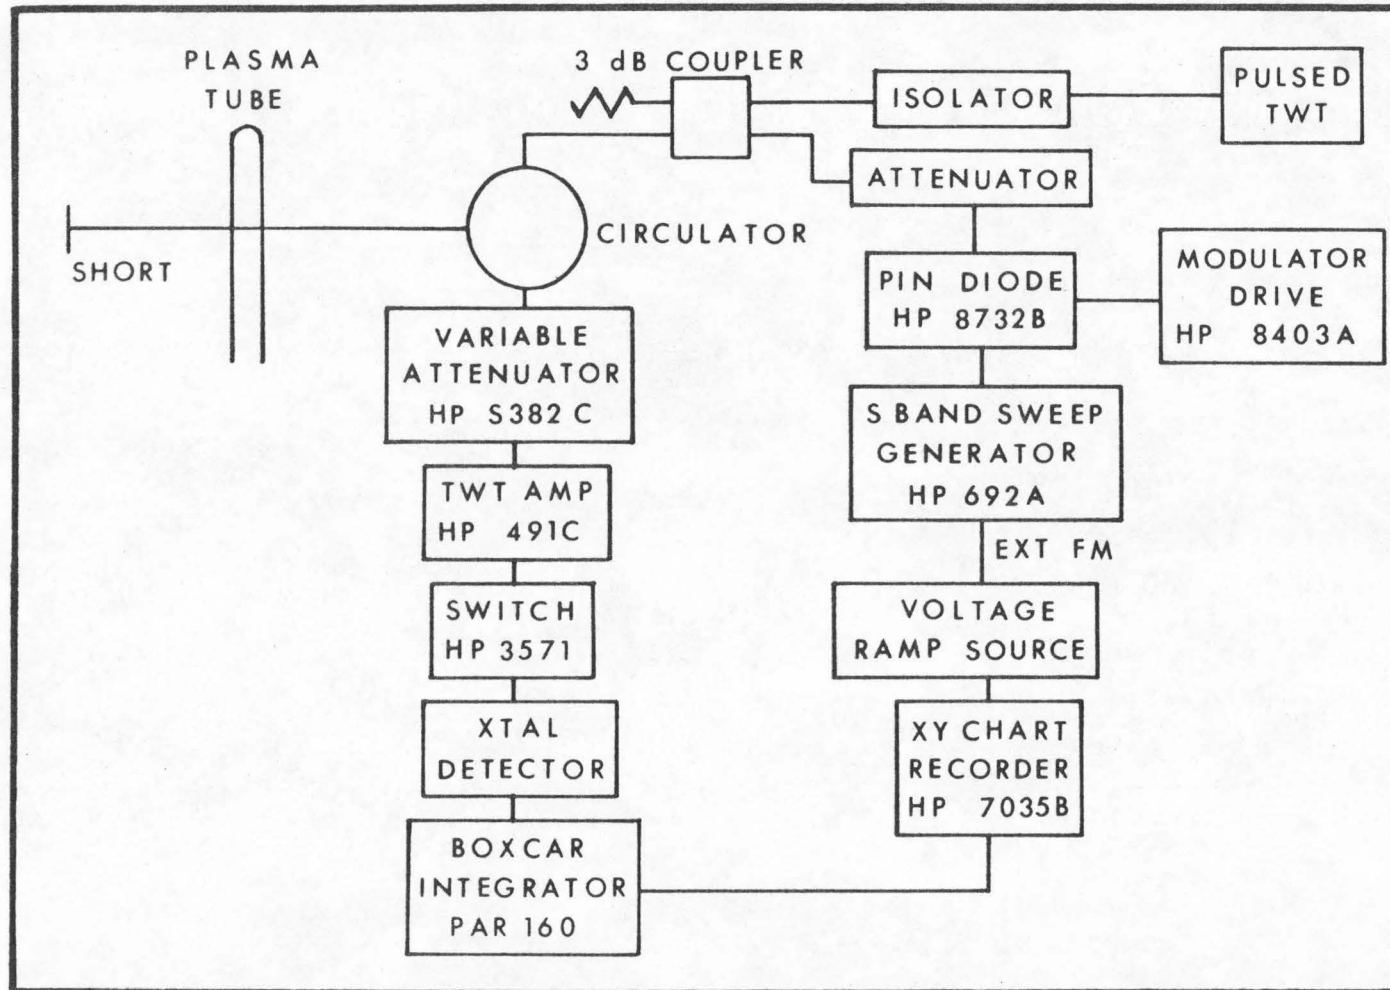 PLASMA
TUBE
3 dB COUPLER
ISOLATOR
PULSED
TWT
ATTENUATOR
SHORT
CIRCULATOR
PIN DIODE
HP 8732B
MODULATOR
DRIVE
HP 8403A
VARIABLE
ATTENUATOR
HP S382C
S BAND SWEEP
GENERATOR
HP 692A
TWT AMP
HP 491C
EXT FM
SWITCH
HP 3571
VOLTAGE
RAMP SOURCE
XTAL
DETECTOR
XY CHART
RECORDER
HP 7035B
BOXCAR
INTEGRATOR
PAR 160